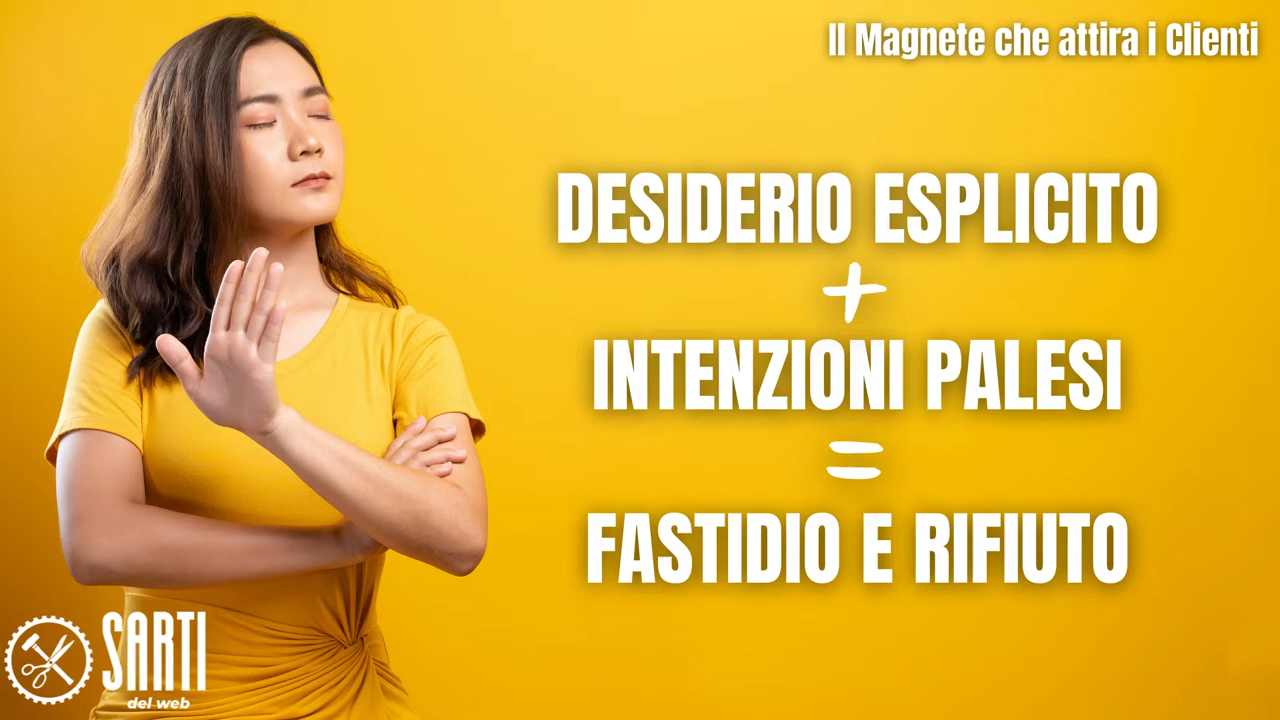 Il Magnete che attira i Clienti
DESIDERIO ESPLICITO
+
INTENZIONI PALESI
=
FASTIDIO E RIFIUTO
SARTI
del web